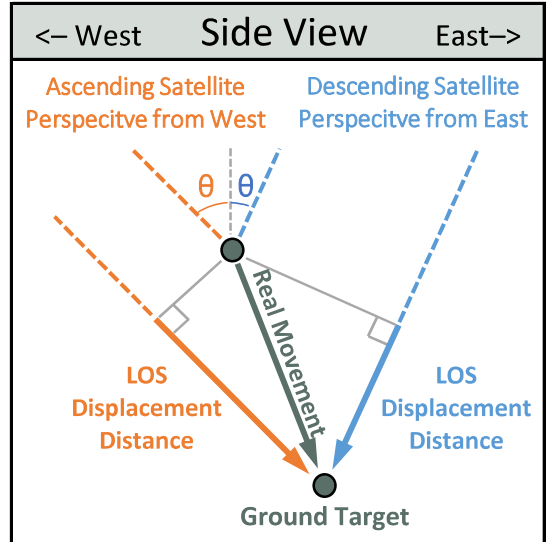 <– West Side View East–>
Ascending Satellite
Perspecitve from West
Descending Satellite
Perspecitve from East
θ θ
Real Movement
LOS
Displacement
Distance
LOS
Displacement
Distance
Ground Target